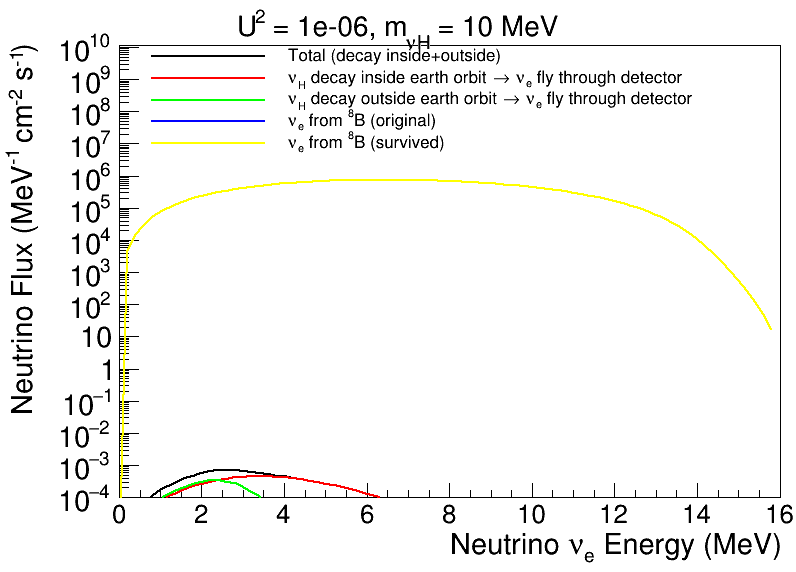 U² = 1e-06, m_νH = 10 MeV
Total (decay inside+outside)
ν_H decay inside earth orbit → ν_e fly through detector
ν_H decay outside earth orbit → ν_e fly through detector
ν_e from ⁸B (original)
ν_e from ⁸B (survived)
Neutrino Flux (MeV⁻¹ cm⁻² s⁻¹)
10¹⁰
10⁹
10⁸
10⁷
10⁶
10⁵
10⁴
10³
10²
10
1
10⁻¹
10⁻²
10⁻³
10⁻⁴
0 2 4 6 8 10 12 14 16
Neutrino ν_e Energy (MeV)